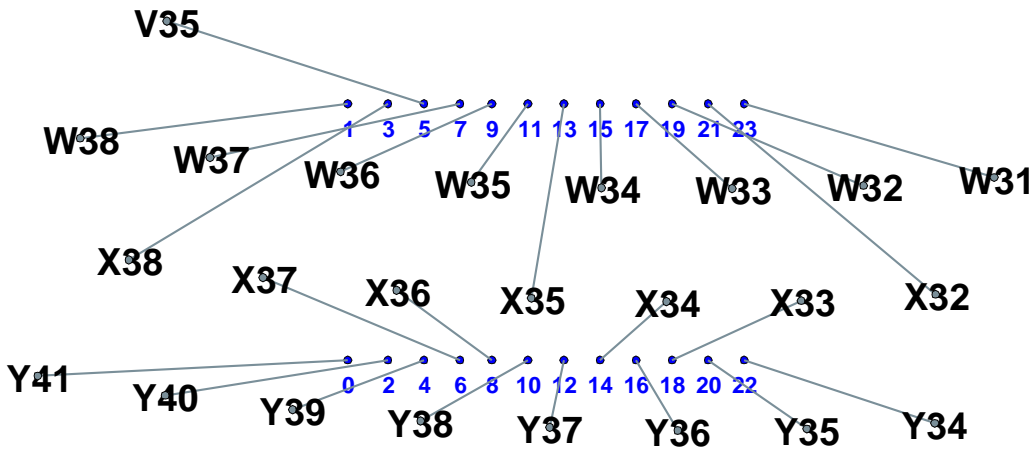 V35
1 3 5 7 9 11 13 15 17 19 21 23
W38 W37 W36 W35 W34 W33 W32 W31
X38 X37 X36 X35 X34 X33 X32
0 2 4 6 8 10 12 14 16 18 20 22
Y41 Y40 Y39 Y38 Y37 Y36 Y35 Y34